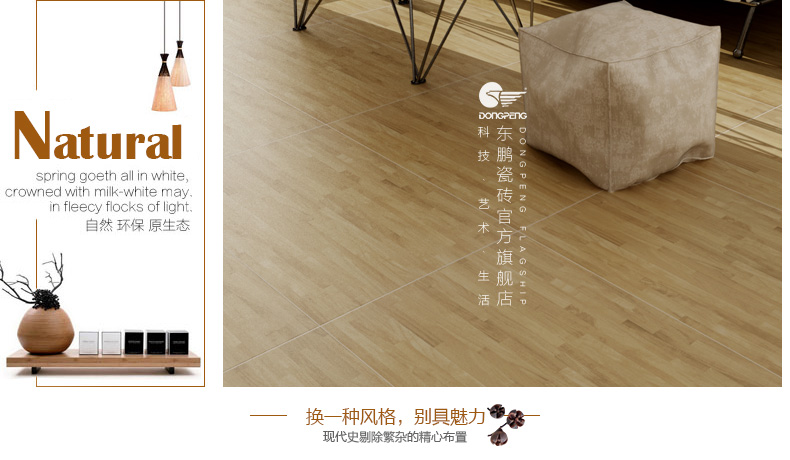 Natural
spring goeth all in white,
crowned with milk-white may.
in fleecy flocks of light.
自然 环保 原生态
DONGPENG
东鹏瓷砖官方旗舰店
DONGPENG FLAGSHIP
科技·艺术·生活
换一种风格，别具魅力
现代史剔除繁杂的精心布置